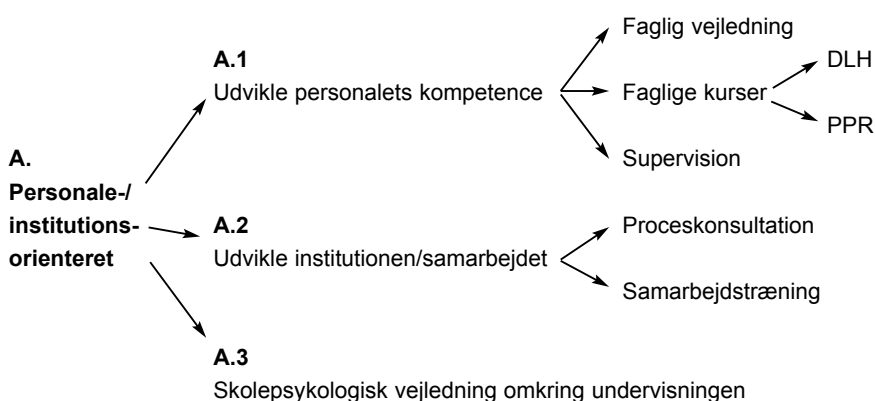 A.
Personale-/
institutions-
orienteret
A.1
Udvikle personalets kompetence
Faglig vejledning
Faglige kurser
DLH
PPR
Supervision
A.2
Udvikle institutionen/samarbejdet
Proceskonsultation
Samarbejdstræning
A.3
Skolepsykologisk vejledning omkring undervisningen